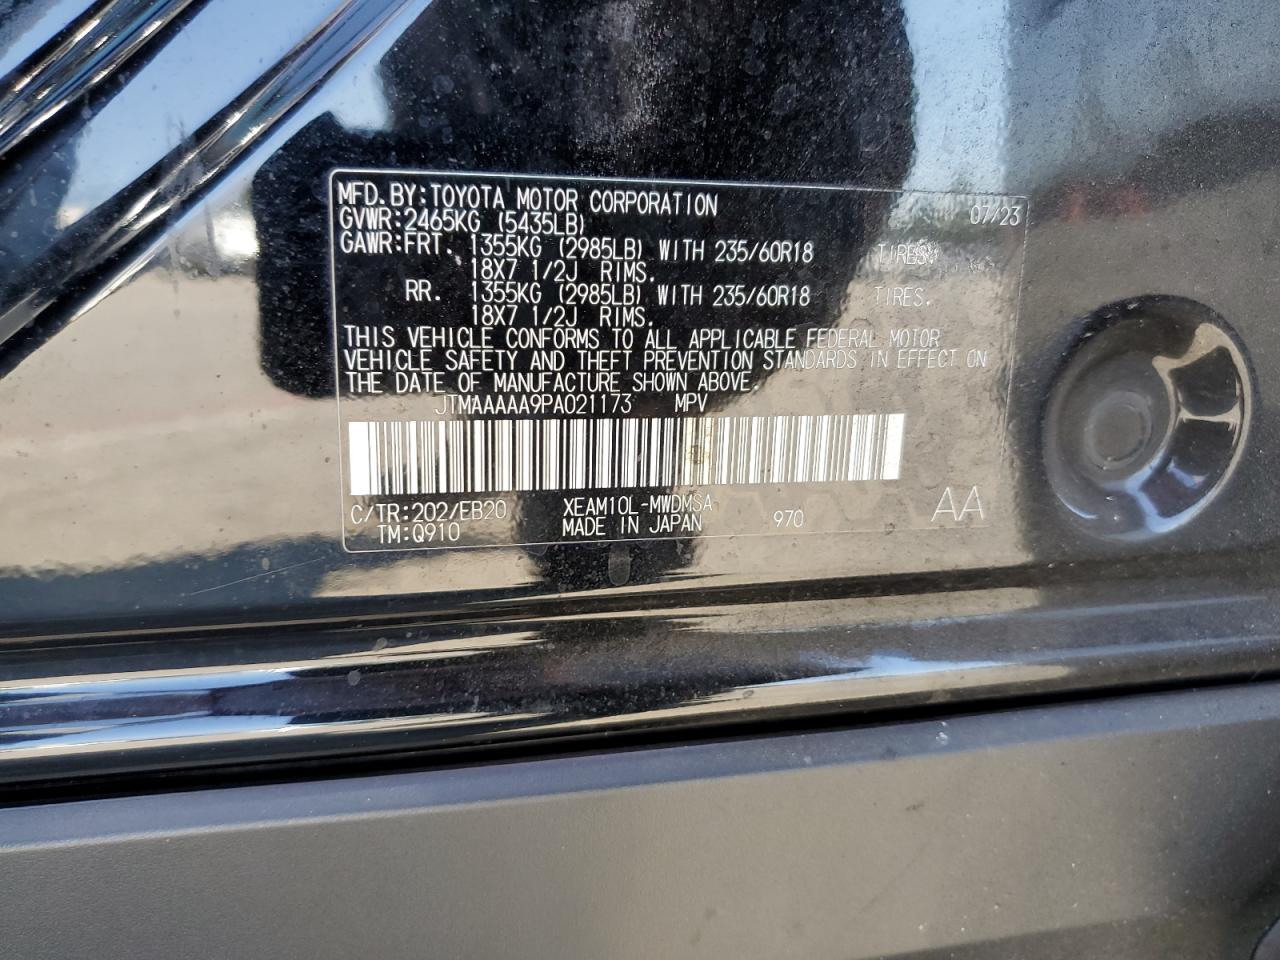 MFD.BY:TOYOTA MOTOR CORPORATION 07/23
GVWR:2465KG (5435LB)
GAWR:FRT. 1355KG (2985LB) WITH 235/60R18 TIRES,
18X7 1/2J RIMS.
RR. 1355KG (2985LB) WITH 235/60R18 TIRES.
18X7 1/2J RIMS.
THIS VEHICLE CONFORMS TO ALL APPLICABLE FEDERAL MOTOR
VEHICLE SAFETY AND THEFT PREVENTION STANDARDS IN EFFECT ON
THE DATE OF MANUFACTURE SHOWN ABOVE.
JTMAAAAA9PA021173 MPV
C/TR:202/EB20 XEAM10L-MWDMSA
TM:Q910 MADE IN JAPAN 970 AA